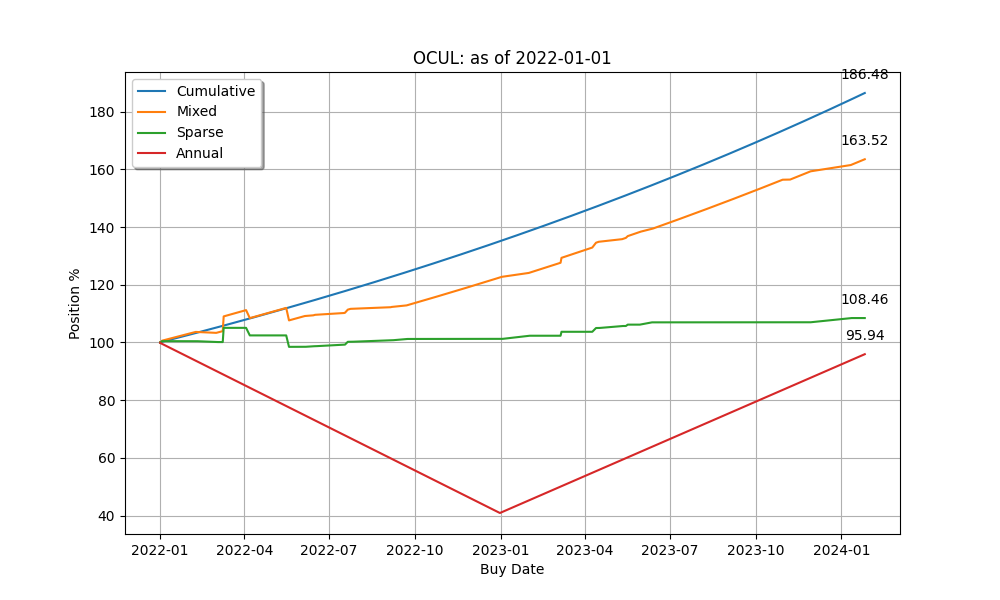 OCUL: as of 2022-01-01
Cumulative
Mixed
Sparse
Annual
186.48
163.52
108.46
95.94
Position %
180
160
140
120
100
80
60
40
2022-01 2022-04 2022-07 2022-10 2023-01 2023-04 2023-07 2023-10 2024-01
Buy Date